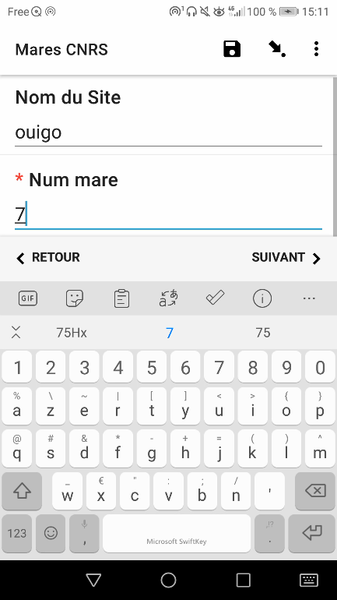 Free 4G 100 % 15:11
Mares CNRS
Nom du Site
ouigo
* Num mare
7
RETOUR SUIVANT
GIF ...
75Hx 7 75
1 2 3 4 5 6 7 8 9 0
% \ | = [ ] < > { }
a z e r t y u i o p
@ # & * - + = ( ) ^
q s d f g h j k l m
_ € " : ; /
w x c v b n '
123 , Microsoft SwiftKey .